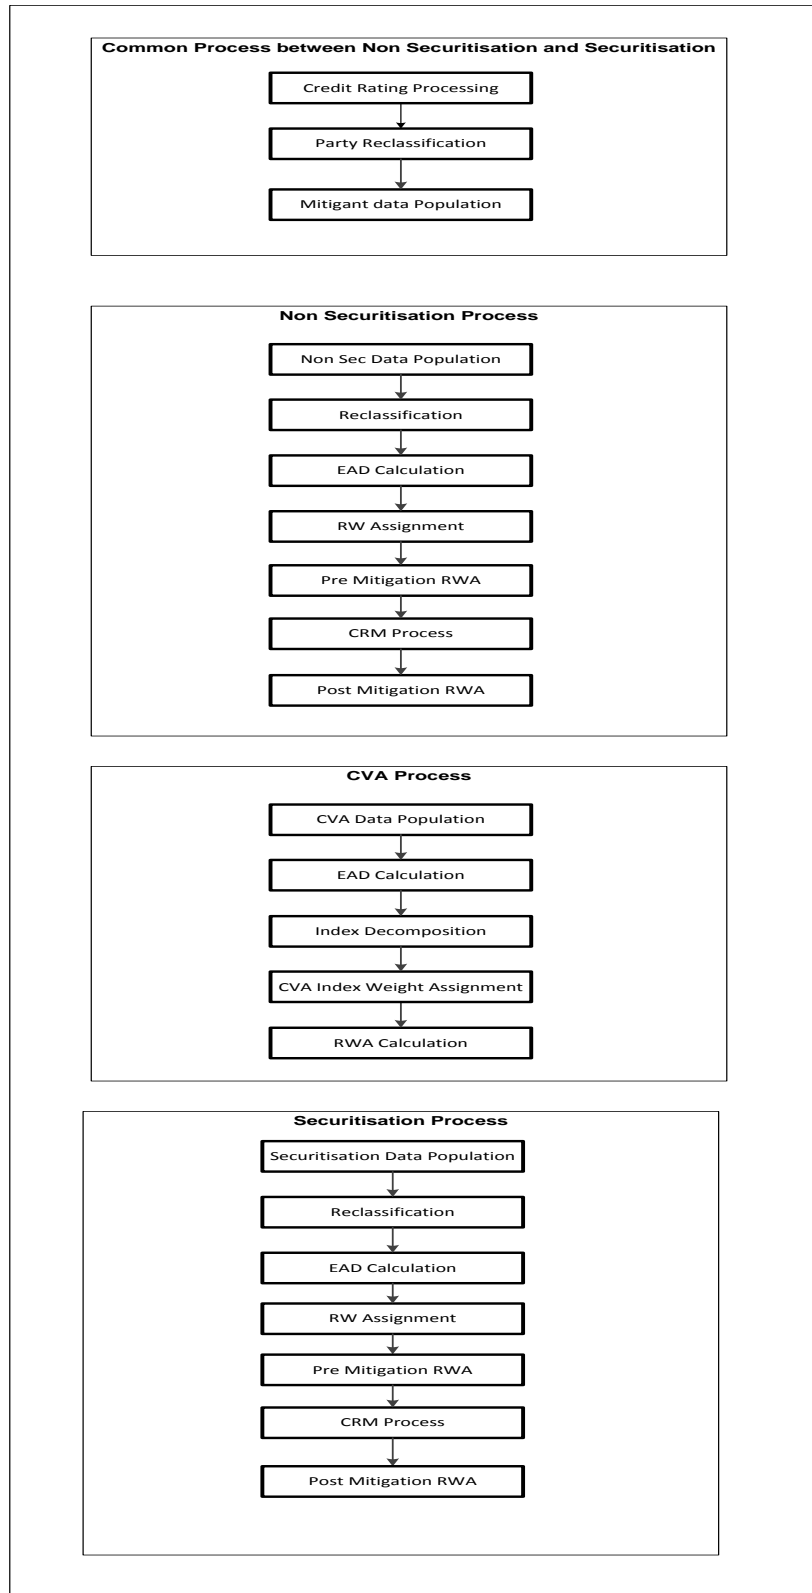 Common Process between Non Securitisation and Securitisation
Credit Rating Processing
Party Reclassification
Mitigant data Population
Non Securitisation Process
Non Sec Data Population
Reclassification
EAD Calculation
RW Assignment
Pre Mitigation RWA
CRM Process
Post Mitigation RWA
CVA Process
CVA Data Population
EAD Calculation
Index Decomposition
CVA Index Weight Assignment
RWA Calculation
Securitisation Process
Securitisation Data Population
Reclassification
EAD Calculation
RW Assignment
Pre Mitigation RWA
CRM Process
Post Mitigation RWA